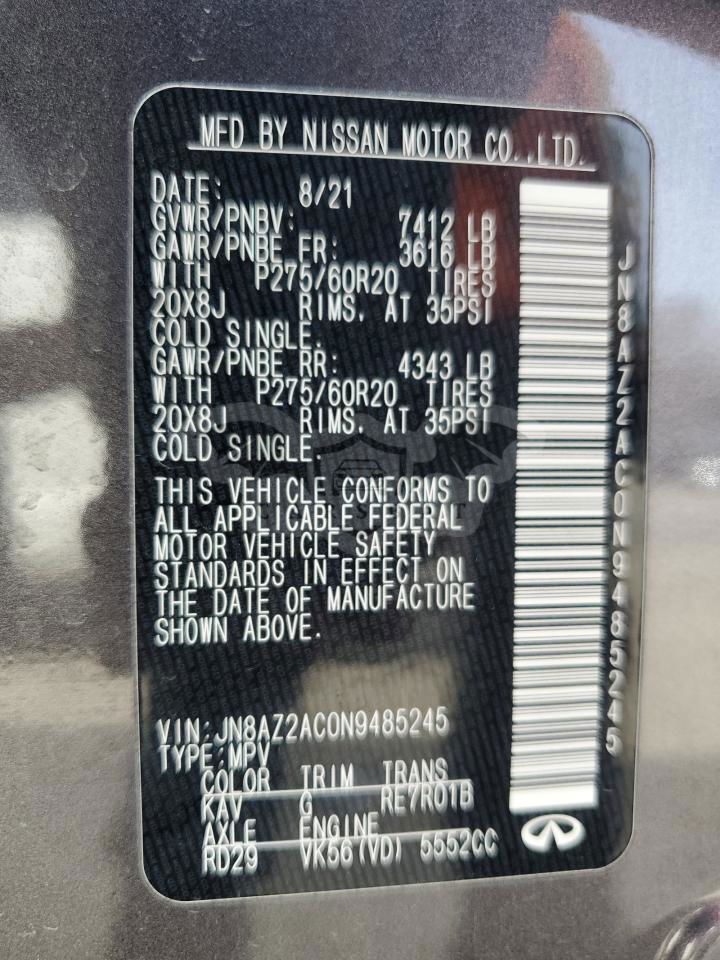 MFD BY NISSAN MOTOR CO.,LTD.
DATE: 8/21
GVWR/PNBV: 7412 LB
GAWR/PNBE FR: 3616 LB
WITH P275/60R20 TIRES
20X8J RIMS. AT 35PSI
COLD SINGLE.
GAWR/PNBE RR: 4343 LB
WITH P275/60R20 TIRES
20X8J RIMS. AT 35PSI
COLD SINGLE.
THIS VEHICLE CONFORMS TO
ALL APPLICABLE FEDERAL
MOTOR VEHICLE SAFETY
STANDARDS IN EFFECT ON
THE DATE OF MANUFACTURE
SHOWN ABOVE.
VIN:JN8AZ2AC0N9485245
TYPE:MPV
COLOR TRIM TRANS
KAV G RE7R01B
AXLE ENGINE
RD29 VK56(VD) 5552CC
JN8AZ2AC0N9485245